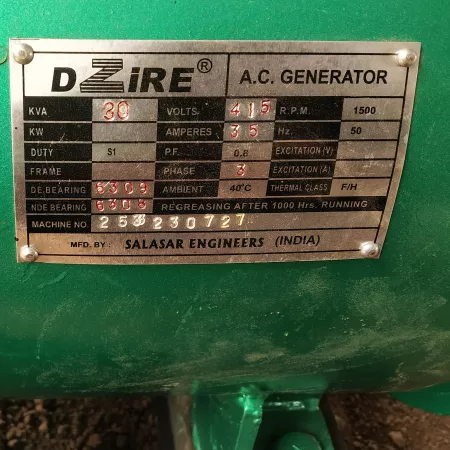 DZIRE® A.C. GENERATOR
KVA 30 VOLTS 415 R.P.M. 1500
KW AMPERES 35 Hz. 50
DUTY S1 P.F. 0.8 EXCITATION (V)
FRAME PHASE 3 EXCITATION (A)
DE.BEARING 6309 AMBIENT 40°C THERMAL CLASS F/H
NDE BEARING 6308 REGREASING AFTER 1000 Hrs. RUNNING
MACHINE NO. 258230727
MFD. BY : SALASAR ENGINEERS (INDIA)